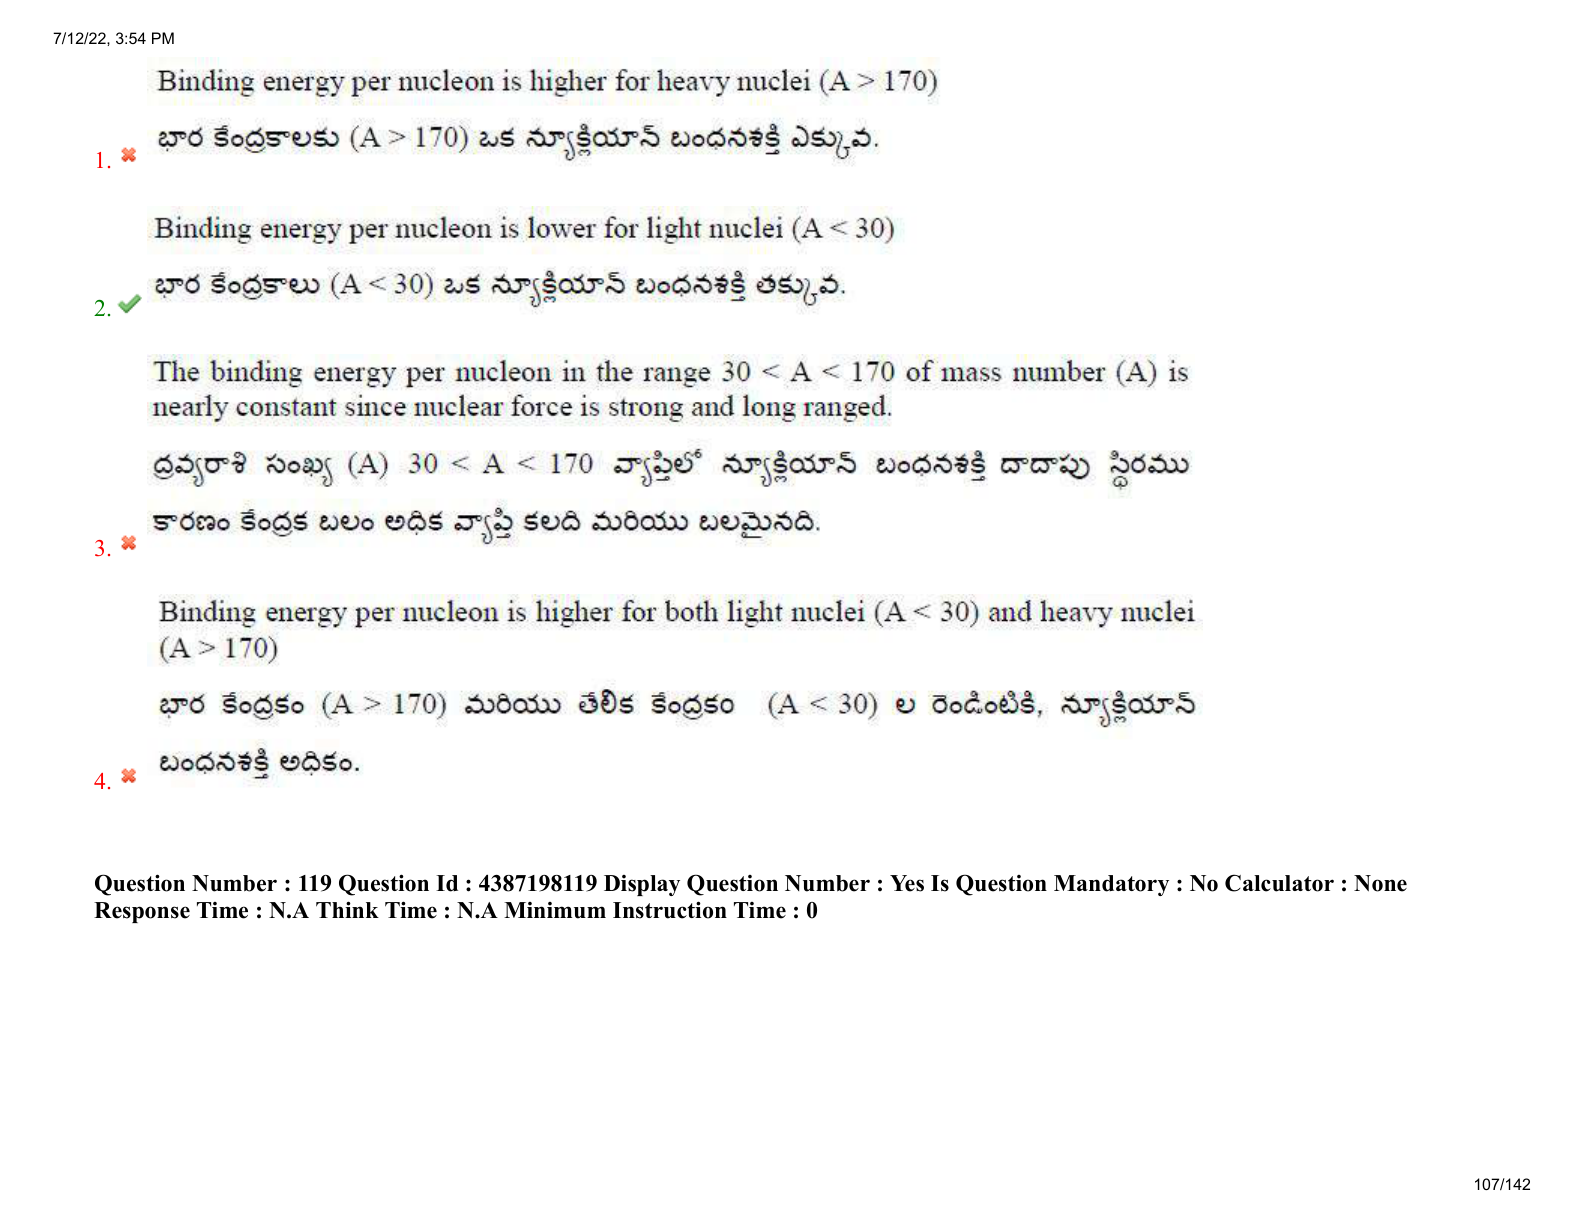 7/12/22, 3:54 PM
Binding energy per nucleon is higher for heavy nuclei (A > 170)
భార కేంద్రకాలకు (A > 170) ఒక న్యూక్లియాన్ బంధనశక్తి ఎక్కువ.
1.
Binding energy per nucleon is lower for light nuclei (A < 30)
భార కేంద్రకాలు (A < 30) ఒక న్యూక్లియాన్ బంధనశక్తి తక్కువ.
2.
The binding energy per nucleon in the range 30 < A < 170 of mass number (A) is
nearly constant since nuclear force is strong and long ranged.
ద్రవ్యరాశి సంఖ్య (A) 30 < A < 170 వ్యాప్తిలో న్యూక్లియాన్ బంధనశక్తి దాదాపు స్థిరము
కారణం కేంద్రక బలం అధిక వ్యాప్తి కలది మరియు బలమైనది.
3.
Binding energy per nucleon is higher for both light nuclei (A < 30) and heavy nuclei
(A > 170)
భార కేంద్రకం (A > 170) మరియు తేలిక కేంద్రకం (A < 30) ల రెండింటికి, న్యూక్లియాన్
బంధనశక్తి అధికం.
4.
Question Number : 119 Question Id : 4387198119 Display Question Number : Yes Is Question Mandatory : No Calculator : None
Response Time : N.A Think Time : N.A Minimum Instruction Time : 0
107/142